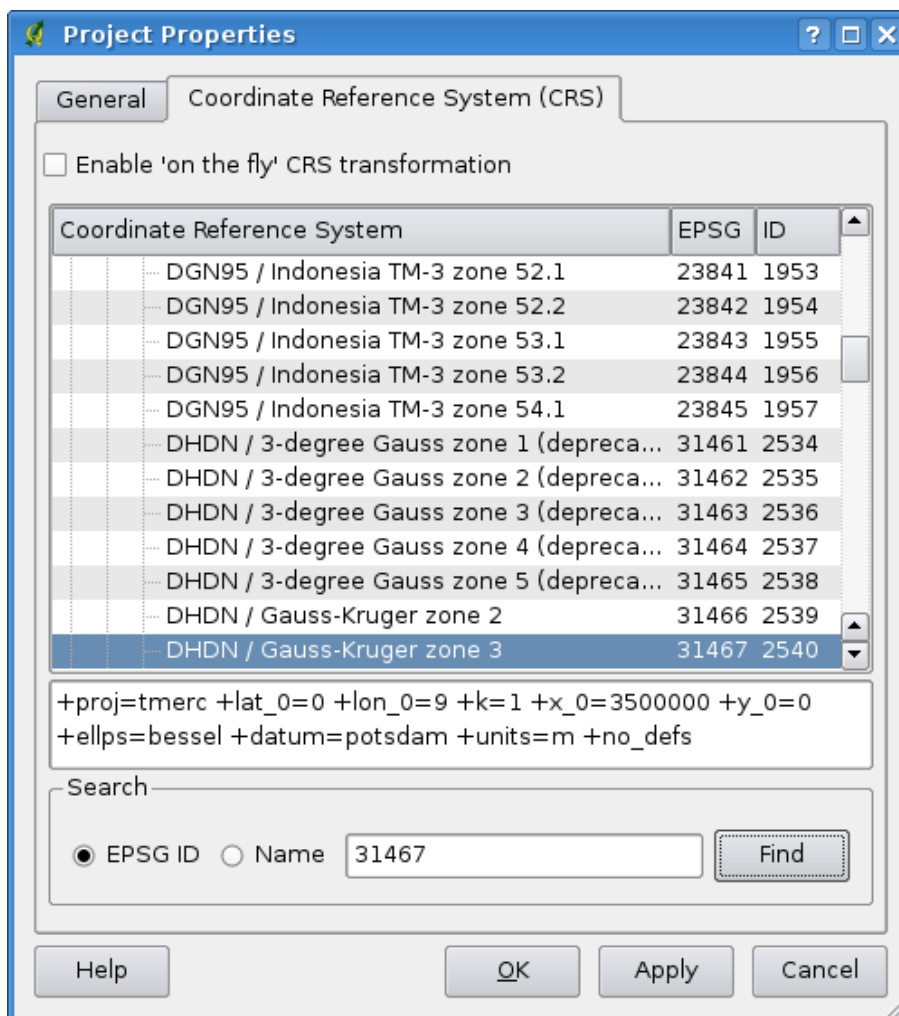 Project Properties
General
Coordinate Reference System (CRS)
Enable 'on the fly' CRS transformation
Coordinate Reference System EPSG ID
DGN95 / Indonesia TM-3 zone 52.1 23841 1953
DGN95 / Indonesia TM-3 zone 52.2 23842 1954
DGN95 / Indonesia TM-3 zone 53.1 23843 1955
DGN95 / Indonesia TM-3 zone 53.2 23844 1956
DGN95 / Indonesia TM-3 zone 54.1 23845 1957
DHDN / 3-degree Gauss zone 1 (depreca... 31461 2534
DHDN / 3-degree Gauss zone 2 (depreca... 31462 2535
DHDN / 3-degree Gauss zone 3 (depreca... 31463 2536
DHDN / 3-degree Gauss zone 4 (depreca... 31464 2537
DHDN / 3-degree Gauss zone 5 (depreca... 31465 2538
DHDN / Gauss-Kruger zone 2 31466 2539
DHDN / Gauss-Kruger zone 3 31467 2540
+proj=tmerc +lat_0=0 +lon_0=9 +k=1 +x_0=3500000 +y_0=0
+ellps=bessel +datum=potsdam +units=m +no_defs
Search
EPSG ID Name 31467 Find
Help OK Apply Cancel